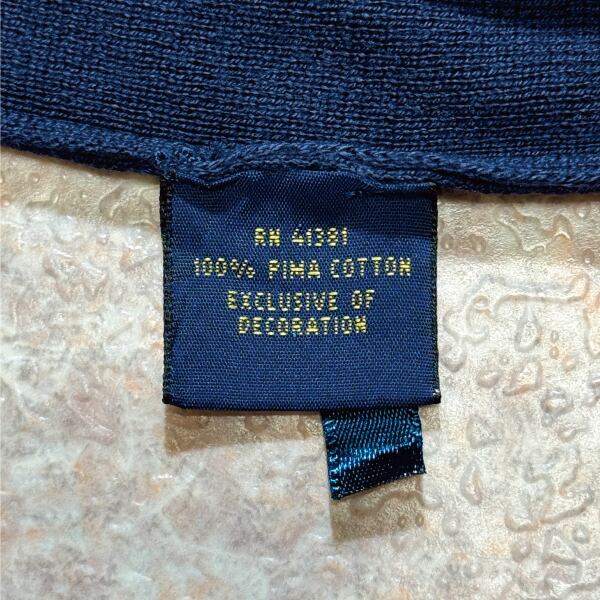 RN 41381
100% PIMA COTTON
EXCLUSIVE OF
DECORATION